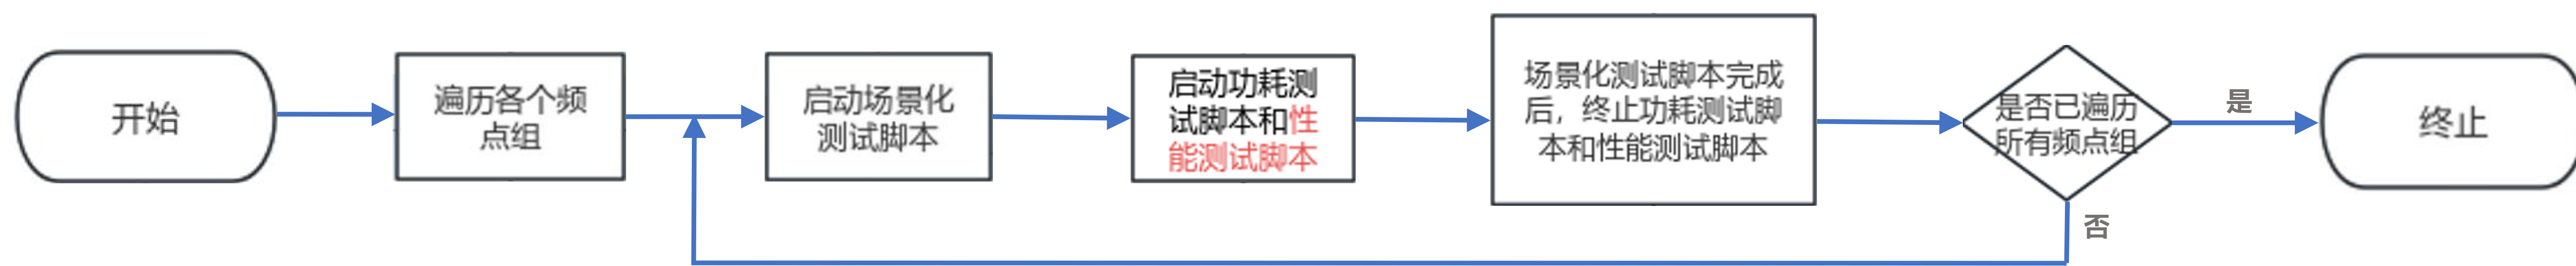 开始
遍历各个频
点组
启动场景化
测试脚本
启动功耗测
试脚本和性
能测试脚本
场景化测试脚本完成
后，终止功耗测试脚
本和性能测试脚本
是否已遍历
所有频点组
是
否
终止